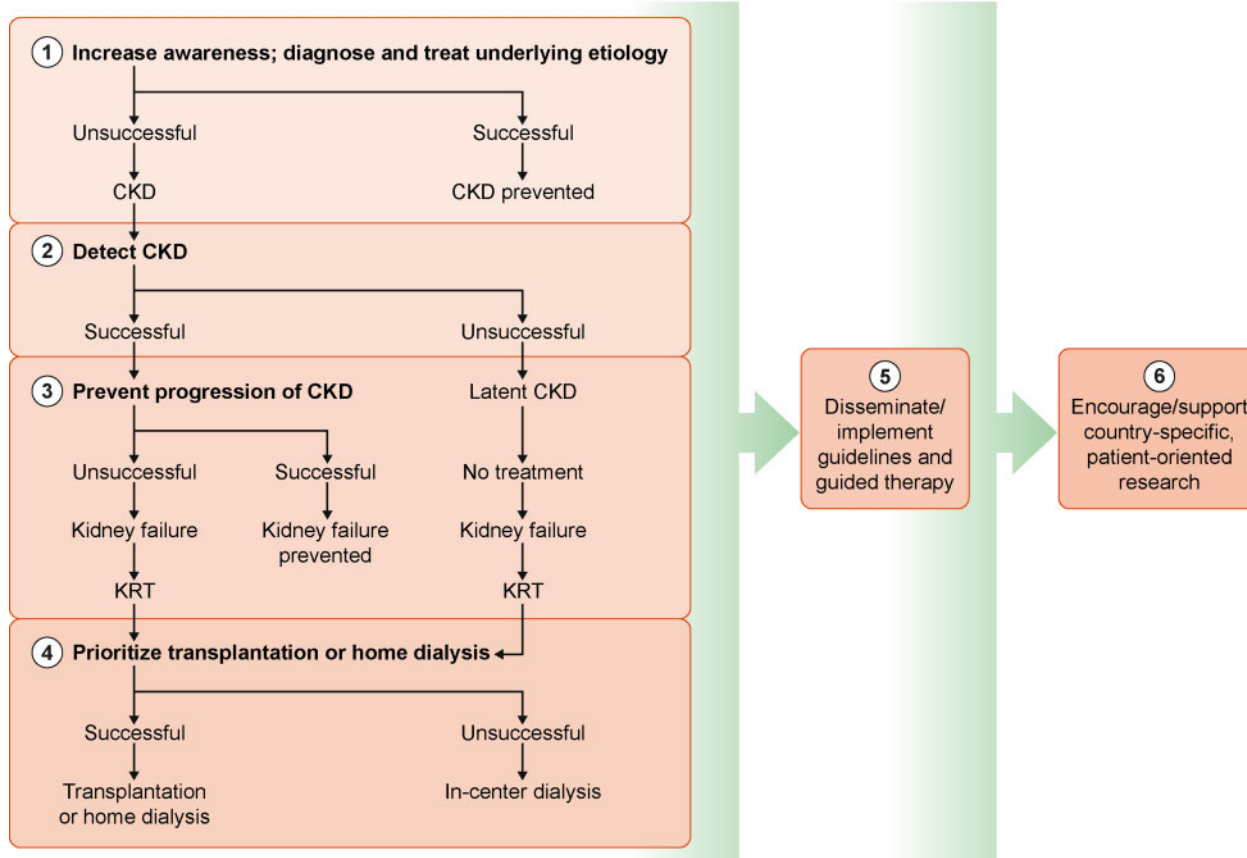 1 Increase awareness; diagnose and treat underlying etiology
Unsuccessful
Successful
CKD
CKD prevented
2 Detect CKD
Successful
Unsuccessful
3 Prevent progression of CKD
Latent CKD
Unsuccessful
Successful
No treatment
Kidney failure
Kidney failure
prevented
Kidney failure
KRT
KRT
4 Prioritize transplantation or home dialysis
Successful
Unsuccessful
Transplantation
or home dialysis
In-center dialysis
5
Disseminate/
implement
guidelines and
guided therapy
6
Encourage/support
country-specific,
patient-oriented
research